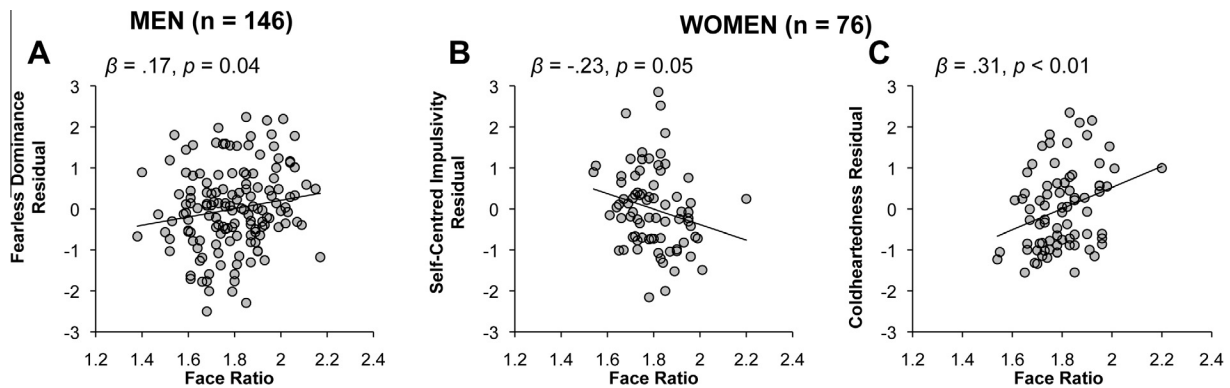 MEN (n = 146)
WOMEN (n = 76)
A
β = .17, p = 0.04
Fearless Dominance
Residual
3
2
1
0
-1
-2
-3
1.2 1.4 1.6 1.8 2 2.2 2.4
Face Ratio
B
β = -.23, p = 0.05
Self-Centred Impulsivity
Residual
3
2
1
0
-1
-2
-3
1.2 1.4 1.6 1.8 2 2.2 2.4
Face Ratio
C
β = .31, p < 0.01
Coldheartedness Residual
3
2
1
0
-1
-2
-3
1.2 1.4 1.6 1.8 2 2.2 2.4
Face Ratio